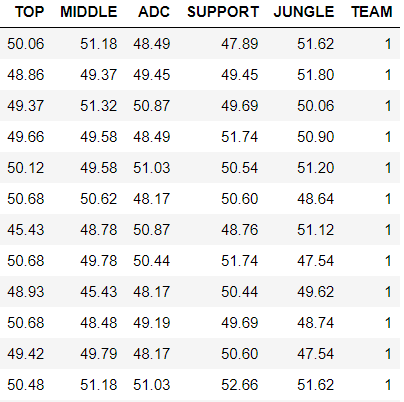 TOP MIDDLE ADC SUPPORT JUNGLE TEAM
50.06 51.18 48.49 47.89 51.62 1
48.86 49.37 49.45 49.45 51.80 1
49.37 51.32 50.87 49.69 50.06 1
49.66 49.58 48.49 51.74 50.90 1
50.12 49.58 51.03 50.54 51.20 1
50.68 50.62 48.17 50.60 48.64 1
45.43 48.78 50.87 48.76 51.12 1
50.68 49.78 50.44 51.74 47.54 1
48.93 45.43 48.17 50.44 49.62 1
50.68 48.48 49.19 49.69 48.74 1
49.42 49.79 48.17 50.60 47.54 1
50.48 51.18 51.03 52.66 51.62 1